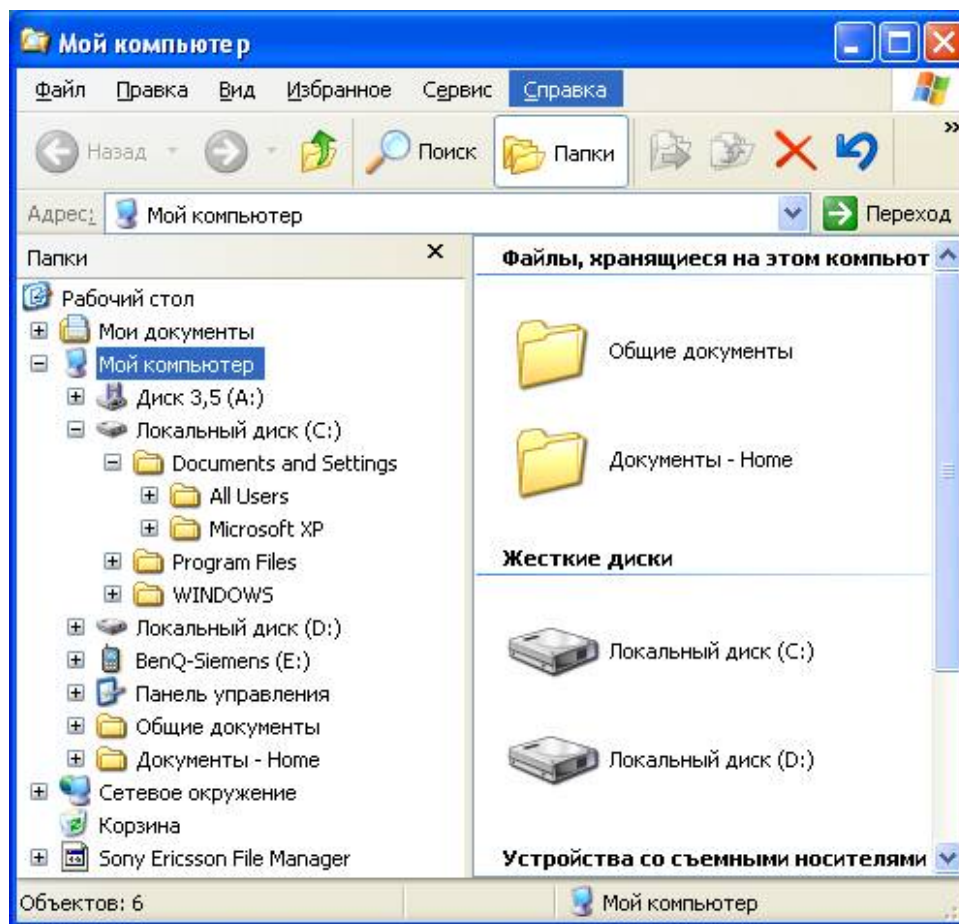 Мой компьютер
Файл Правка Вид Избранное Сервис Справка
Назад Поиск Папки »
Адрес: Мой компьютер Переход
Папки ×
Рабочий стол
Мои документы
Мой компьютер
Диск 3,5 (A:)
Локальный диск (C:)
Documents and Settings
All Users
Microsoft XP
Program Files
WINDOWS
Локальный диск (D:)
BenQ-Siemens (E:)
Панель управления
Общие документы
Документы - Home
Сетевое окружение
Корзина
Sony Ericsson File Manager
Файлы, хранящиеся на этом компьют
Общие документы
Документы - Home
Жесткие диски
Локальный диск (C:)
Локальный диск (D:)
Устройства со съемными носителями
Объектов: 6 Мой компьютер